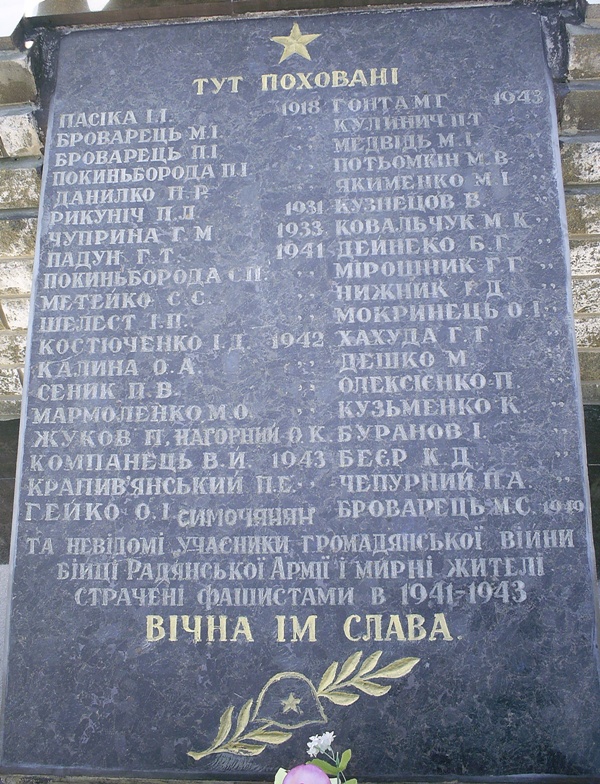 ТУТ ПОХОВАНІ
ПАСІКА І.І. 1918
БРОВАРЕЦЬ М.І.
БРОВАРЕЦЬ П.І
ПОКИНЬБОРОДА П.І
ДАНИЛКО П.Р.
РИКУНІЧ П.Л 1931
ЧУПРИНА Г.М 1933
ПАДУН Г.Т 1941
ПОКИНЬБОРОДА С.П. ,,
МЕТЕЙКО С.С. ,,
ШЕЛЕСТ І.П. ,,
КОСТЮЧЕНКО І.Д. 1942
КАЛИНА О.А. ,,
СЕНИК П.В. ,,
МАРМОЛЕНКО М.О. ,,
ЖУКОВ П. НАГОРНИЙ О.К.
КОМПАНЕЦЬ В.И. 1943
КРАПИВ'ЯНСЬКИЙ П.Е. ,,
ГЕЙКО О.І. СИМОЧЯНЯН
ГОНТА М Г 1943
КУЛИНИЧ П.Т
МЕДВІДЬ М.І.
ПОТЬОМКІН М.В
ЯКИМЕНКО М.І
КУЗНЕЦОВ В ,,
КОВАЛЬЧУК М.К. ,,
ДЕЙНЕКО Б.Г. ,,
МІРОШНИК Г.Г ,,
НИЖНИК Р.Д ,,
МОКРИНЕЦЬ О.І. ,,
ХАХУДА Г.Г ,,
ДЕШКО М ,,
ОЛЕКСІЄНКО П. ,,
КУЗЬМЕНКО К. ,,
БУРАНОВ І. ,,
БЕЄР К.Д ,,
ЧЕПУРНИЙ П.А. ,,
БРОВАРЕЦЬ М.С. 1949
ТА НЕВІДОМІ УЧАСНИКИ ГРОМАДЯНСЬКОЇ ВІЙНИ
БІЙЦІ РАДЯНСЬКОЇ АРМІЇ І МИРНІ ЖИТЕЛІ
СТРАЧЕНІ ФАШИСТАМИ В 1941-1943
ВІЧНА ЇМ СЛАВА.